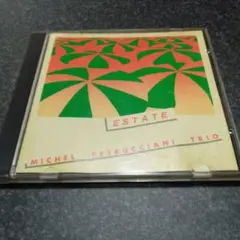 ESTATE
MICHEL PETRUCCIANI TRIO